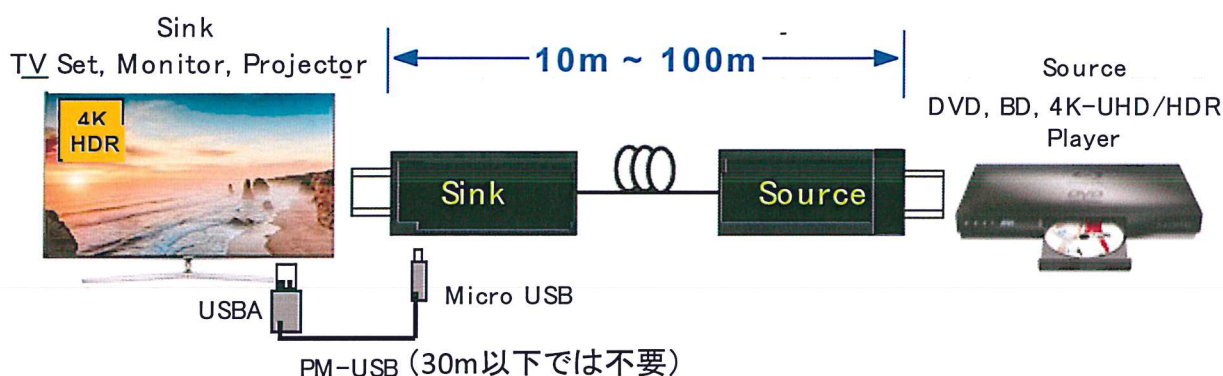 Sink
TV Set, Monitor, Projector
10m ~ 100m
Source
DVD, BD, 4K-UHD/HDR
Player
4K
HDR
Sink
Source
USBA
Micro USB
PM-USB (30m以下では不要)